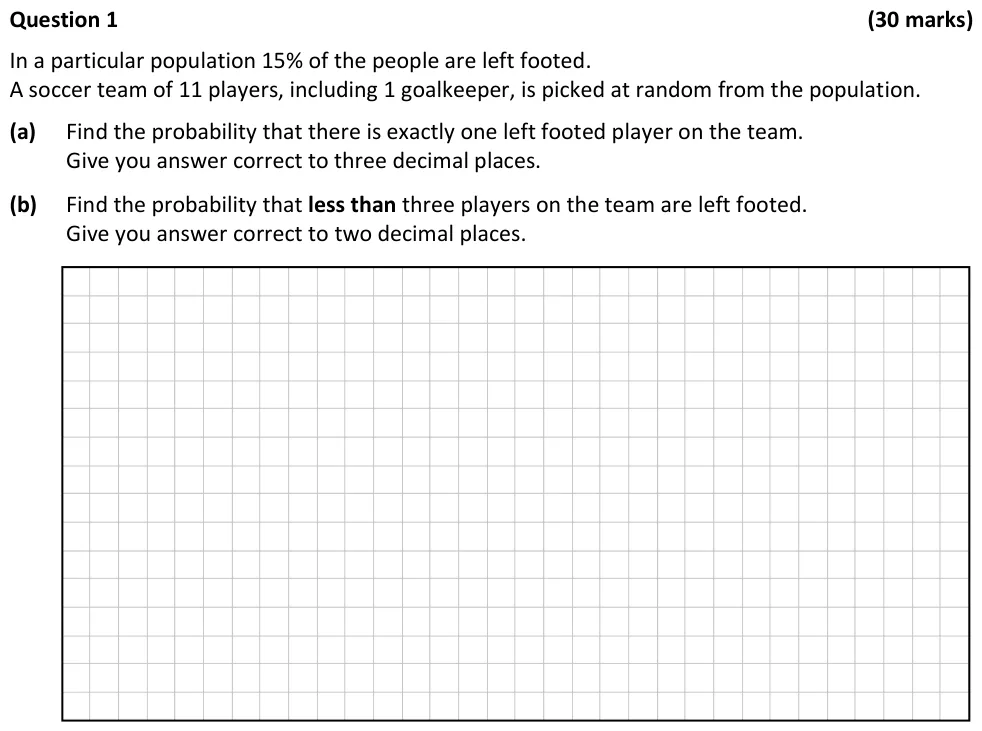 Question 1 (30 marks)
In a particular population 15% of the people are left footed.
A soccer team of 11 players, including 1 goalkeeper, is picked at random from the population.
(a) Find the probability that there is exactly one left footed player on the team.
Give you answer correct to three decimal places.
(b) Find the probability that less than three players on the team are left footed.
Give you answer correct to two decimal places.